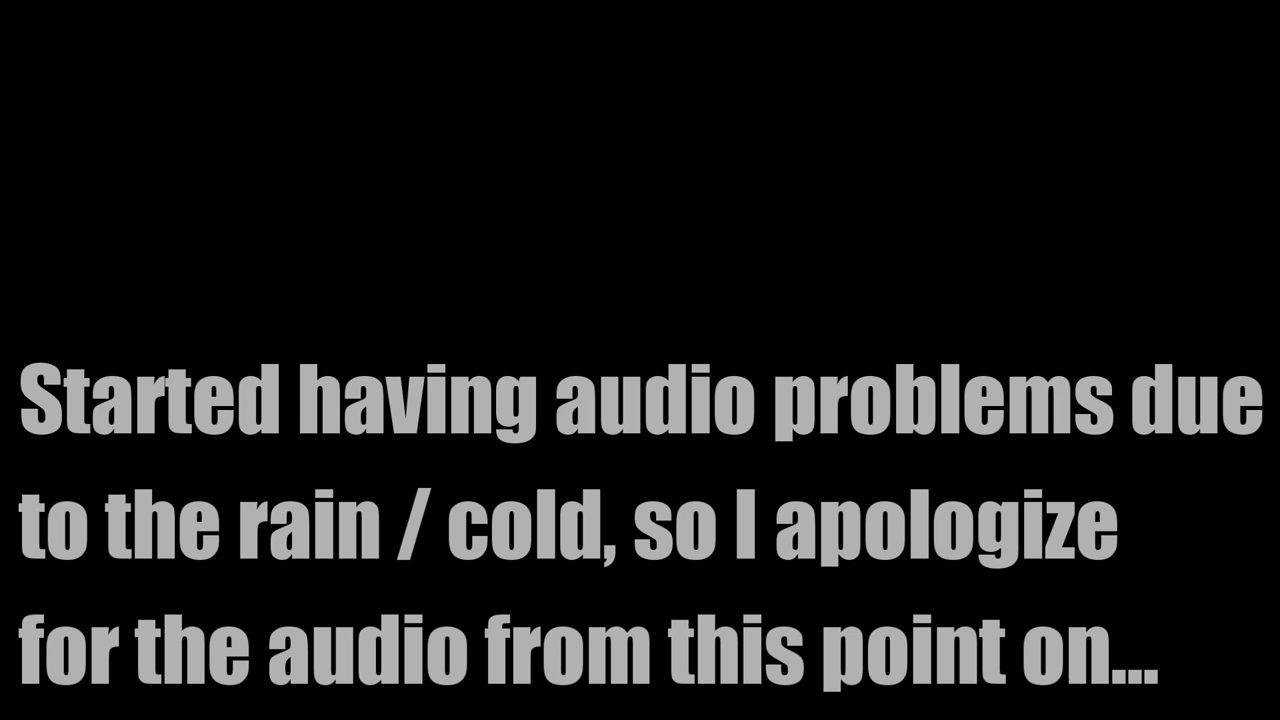 Started having audio problems due
to the rain / cold, so I apologize
for the audio from this point on...